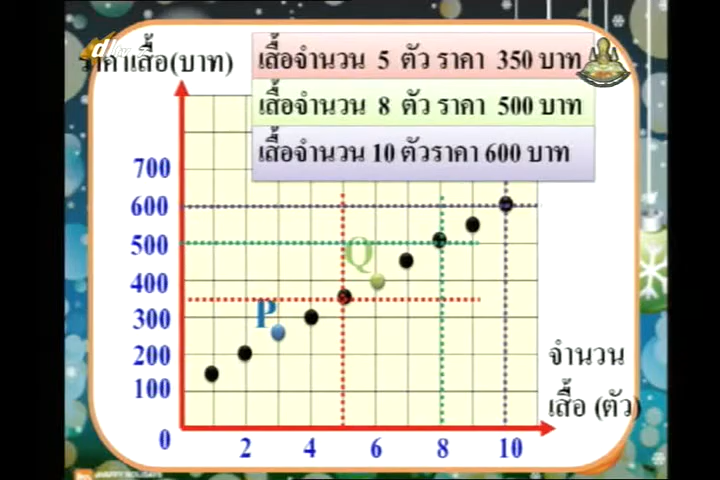 ราคาเสื้อ(บาท)
เสื้อจำนวน 5 ตัว ราคา 350 บาท
เสื้อจำนวน 8 ตัว ราคา 500 บาท
เสื้อจำนวน 10 ตัวราคา 600 บาท
700
600
500
400
300
200
100
0
Q
P
2
4
6
8
10
จำนวน
เสื้อ (ตัว)